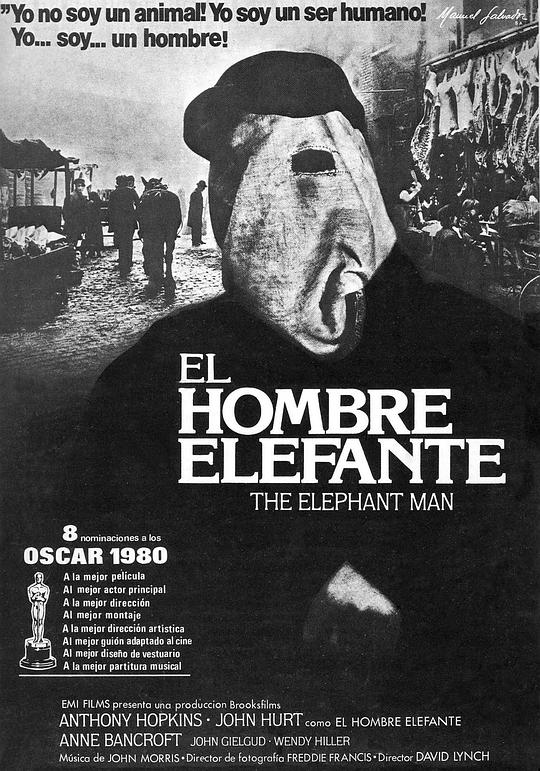 "Yo no soy un animal! Yo soy un ser humano!
Yo... soy... un hombre!
Manuel Salvador
EL
HOMBRE
ELEFANTE
THE ELEPHANT MAN
8 nominaciones a los
OSCAR 1980
A la mejor película
Al mejor actor principal
A la mejor dirección
Al mejor montaje
A la mejor dirección artistica
Al mejor guión adaptado al cine
Al mejor diseño de vestuario
A la mejor partitura musical
EMI FILMS presenta una produccion Brooksfilms
ANTHONY HOPKINS · JOHN HURT como EL HOMBRE ELEFANTE
ANNE BANCROFT JOHN GIELGUD · WENDY HILLER
Música de JOHN MORRIS · Director de fotografía FREDDIE FRANCIS · Director DAVID LYNCH